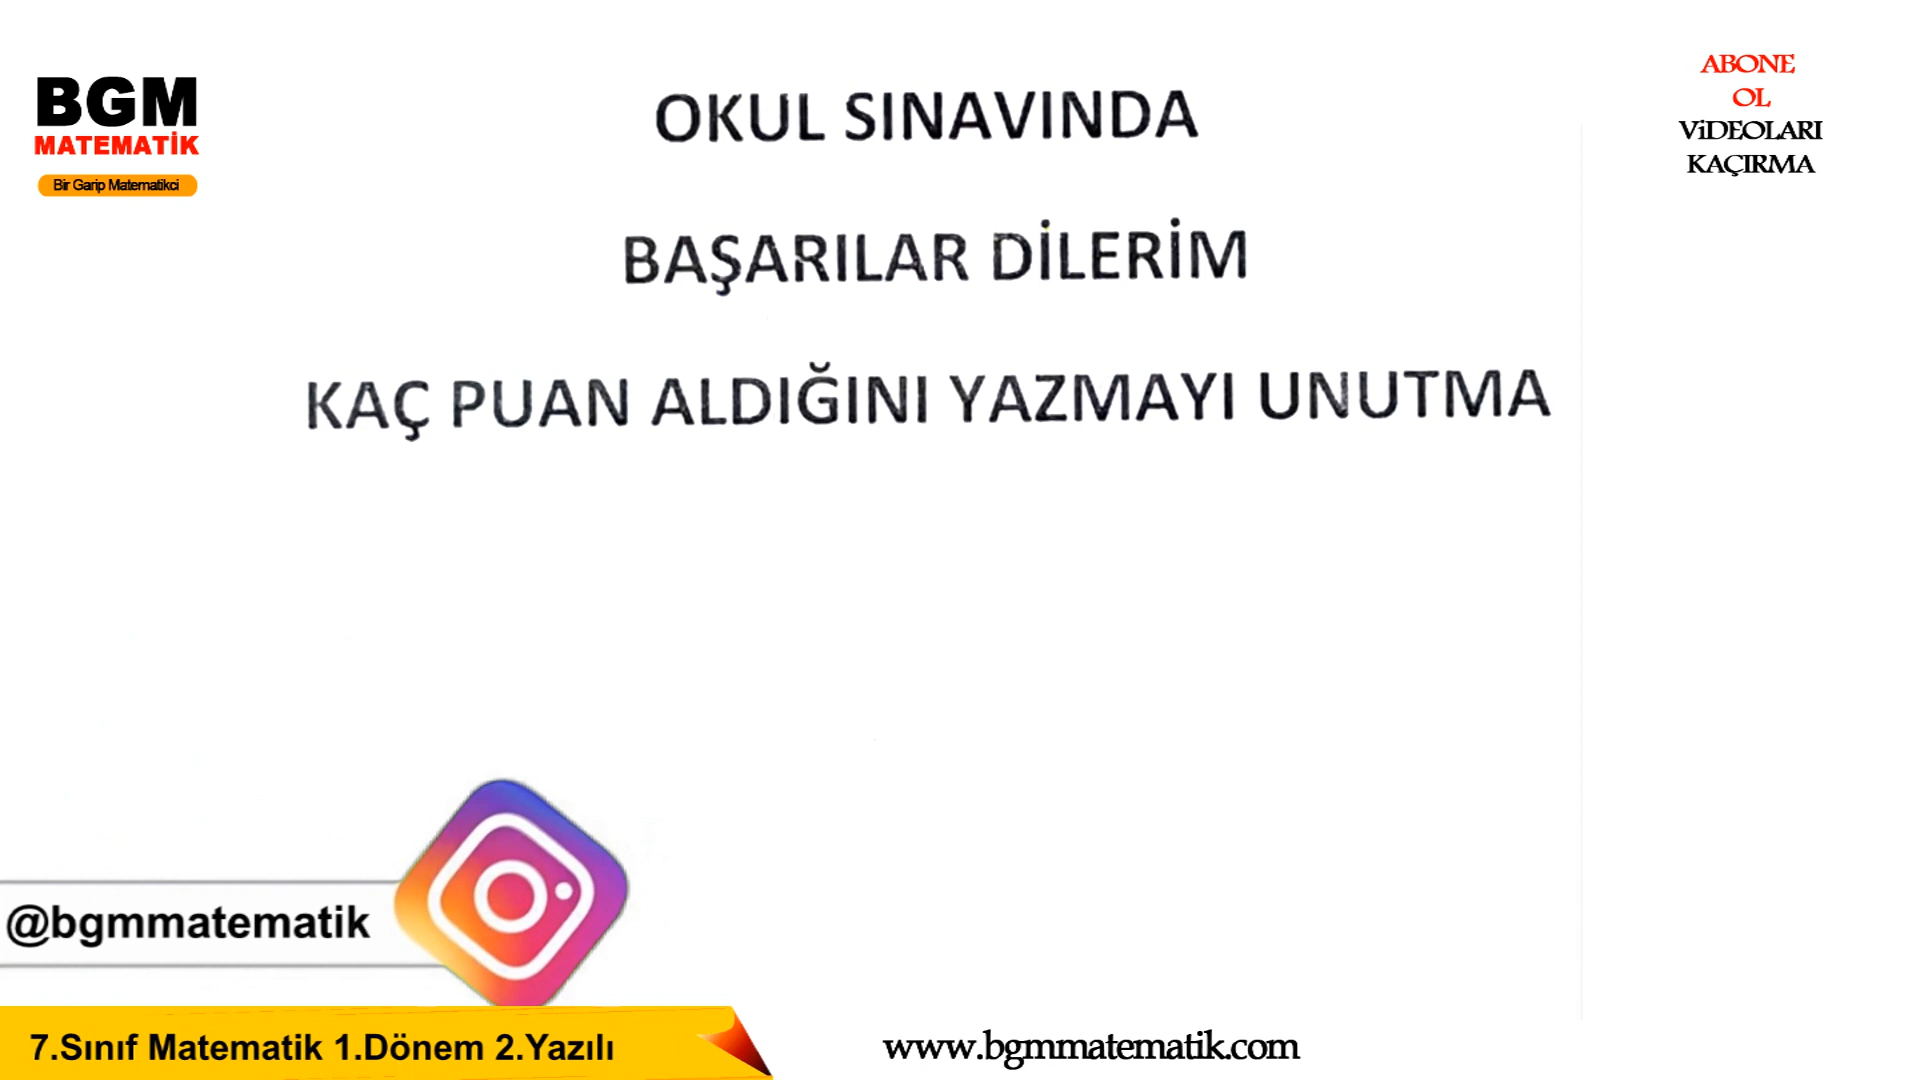 BGM
MATEMATİK
Bir Garip Matematikci
OKUL SINAVINDA
BAŞARILAR DİLERİM
KAÇ PUAN ALDIĞINI YAZMAYI UNUTMA
ABONE
OL
ViDEOLARI
KAÇIRMA
@bgmmatematik
7.Sınıf Matematik 1.Dönem 2.Yazılı
www.bgmmatematik.com